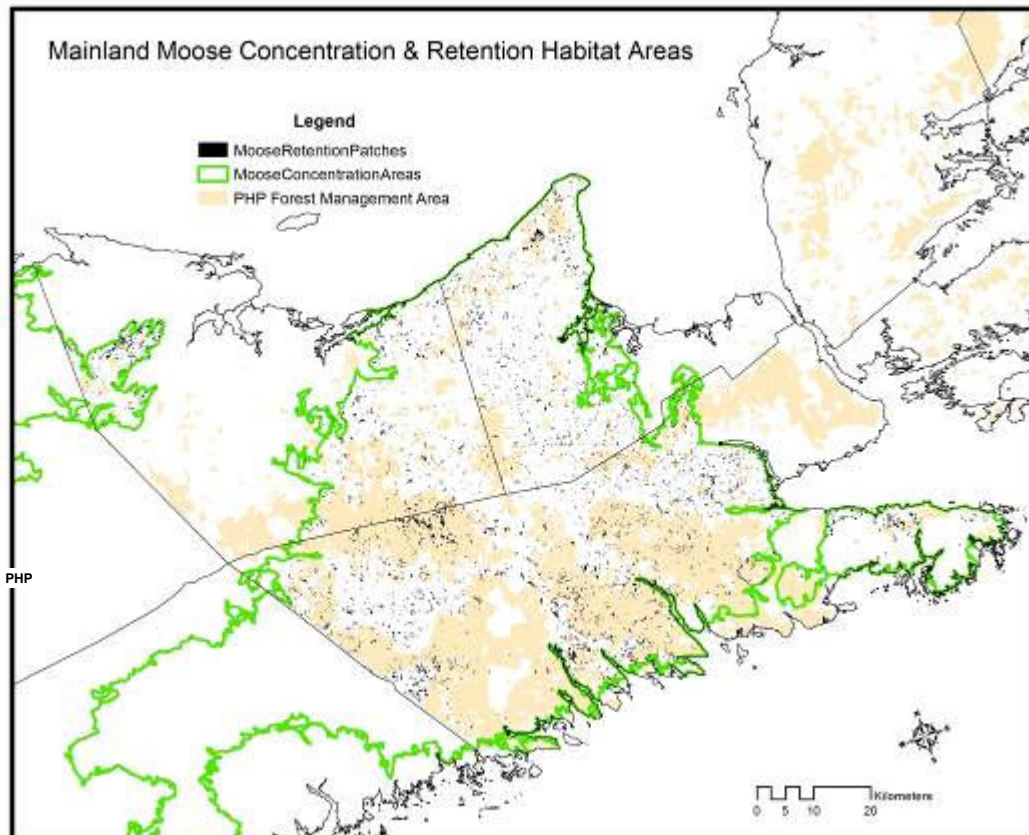 Mainland Moose Concentration & Retention Habitat Areas
Legend
MooseRetentionPatches
MooseConcentrationAreas
PHP Forest Management Area
PHP
Kilometers
0 5 10 20